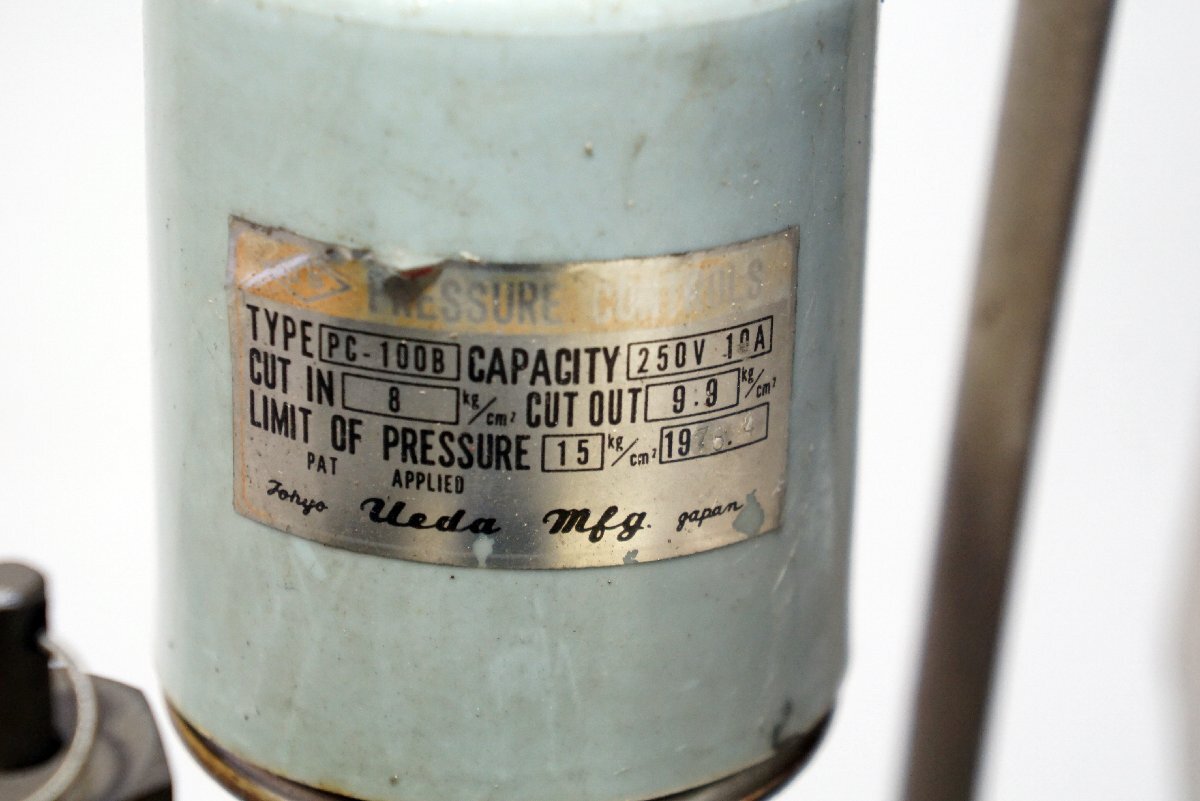 PRESSURE CONTROLS
TYPE PC-100B CAPACITY 250V 10A
CUT IN 8 kg/cm² CUT OUT 9.9 kg/cm²
LIMIT OF PRESSURE 15 kg/cm²
PAT APPLIED
Tokyo Ueda Mfg. Japan